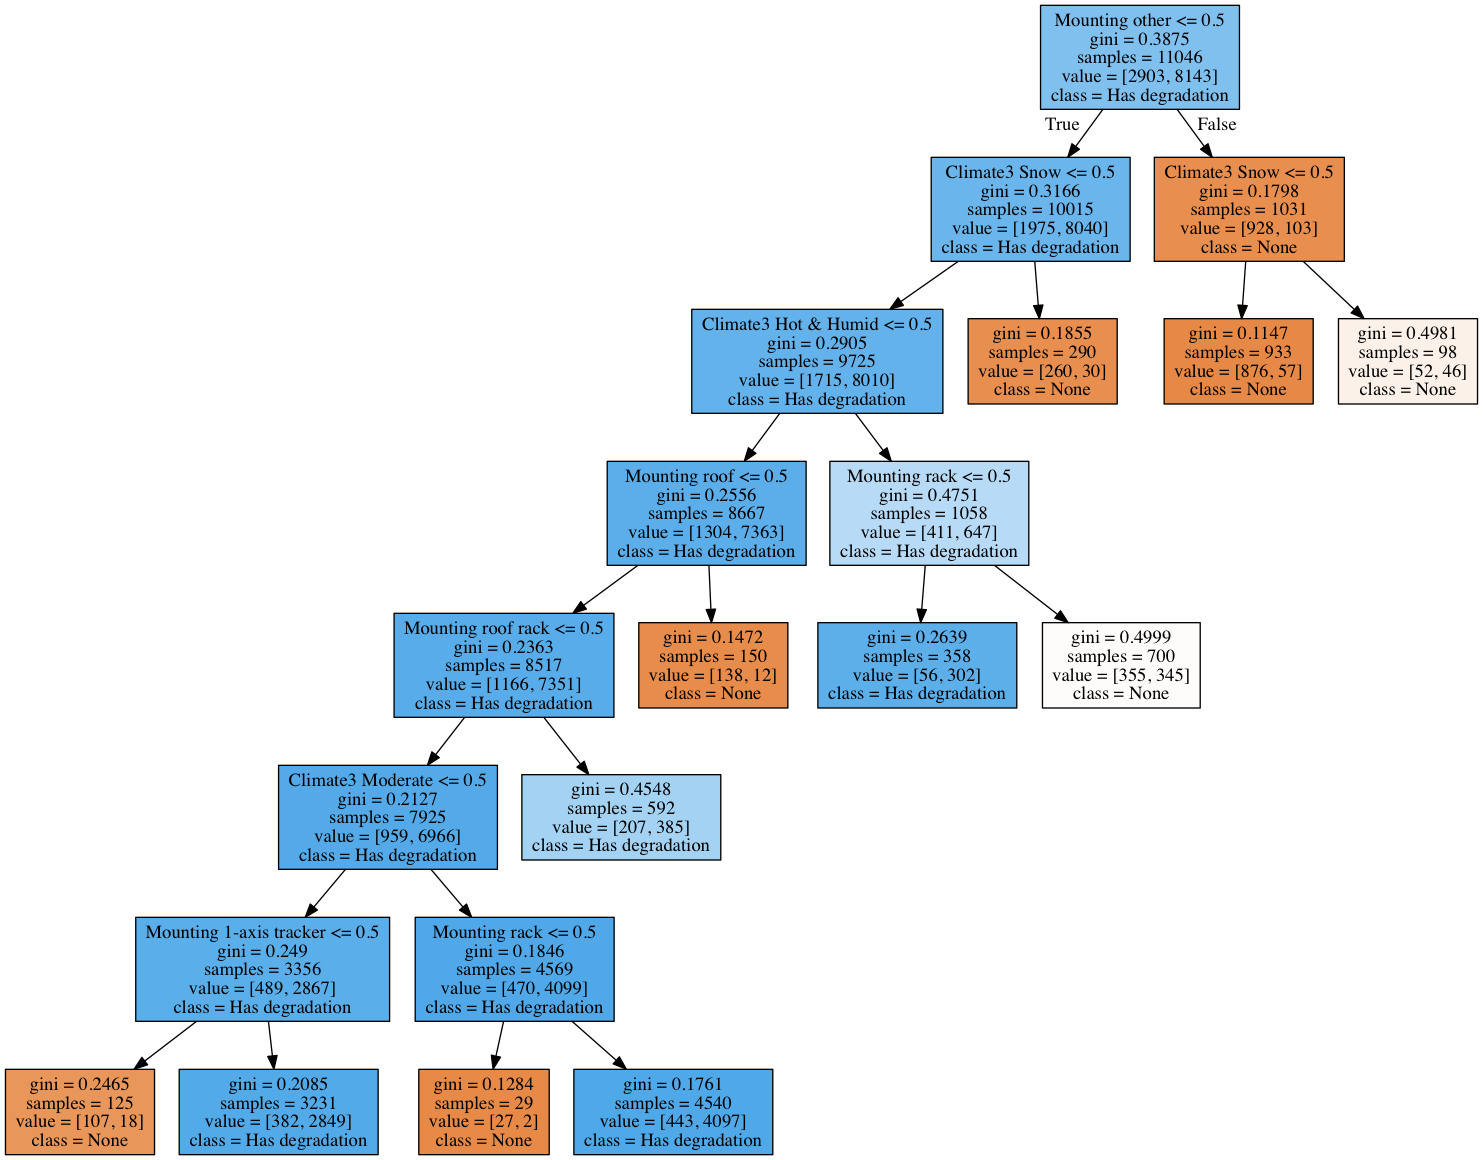 Mounting other <= 0.5
gini = 0.3875
samples = 11046
value = [2903, 8143]
class = Has degradation
True
False
Climate3 Snow <= 0.5
gini = 0.3166
samples = 10015
value = [1975, 8040]
class = Has degradation
Climate3 Snow <= 0.5
gini = 0.1798
samples = 1031
value = [928, 103]
class = None
Climate3 Hot & Humid <= 0.5
gini = 0.2905
samples = 9725
value = [1715, 8010]
class = Has degradation
gini = 0.1855
samples = 290
value = [260, 30]
class = None
gini = 0.1147
samples = 933
value = [876, 57]
class = None
gini = 0.4981
samples = 98
value = [52, 46]
class = None
Mounting roof <= 0.5
gini = 0.2556
samples = 8667
value = [1304, 7363]
class = Has degradation
Mounting rack <= 0.5
gini = 0.4751
samples = 1058
value = [411, 647]
class = Has degradation
Mounting roof rack <= 0.5
gini = 0.2363
samples = 8517
value = [1166, 7351]
class = Has degradation
gini = 0.1472
samples = 150
value = [138, 12]
class = None
gini = 0.2639
samples = 358
value = [56, 302]
class = Has degradation
gini = 0.4999
samples = 700
value = [355, 345]
class = None
Climate3 Moderate <= 0.5
gini = 0.2127
samples = 7925
value = [959, 6966]
class = Has degradation
gini = 0.4548
samples = 592
value = [207, 385]
class = Has degradation
Mounting 1-axis tracker <= 0.5
gini = 0.249
samples = 3356
value = [489, 2867]
class = Has degradation
Mounting rack <= 0.5
gini = 0.1846
samples = 4569
value = [470, 4099]
class = Has degradation
gini = 0.2465
samples = 125
value = [107, 18]
class = None
gini = 0.2085
samples = 3231
value = [382, 2849]
class = Has degradation
gini = 0.1284
samples = 29
value = [27, 2]
class = None
gini = 0.1761
samples = 4540
value = [443, 4097]
class = Has degradation